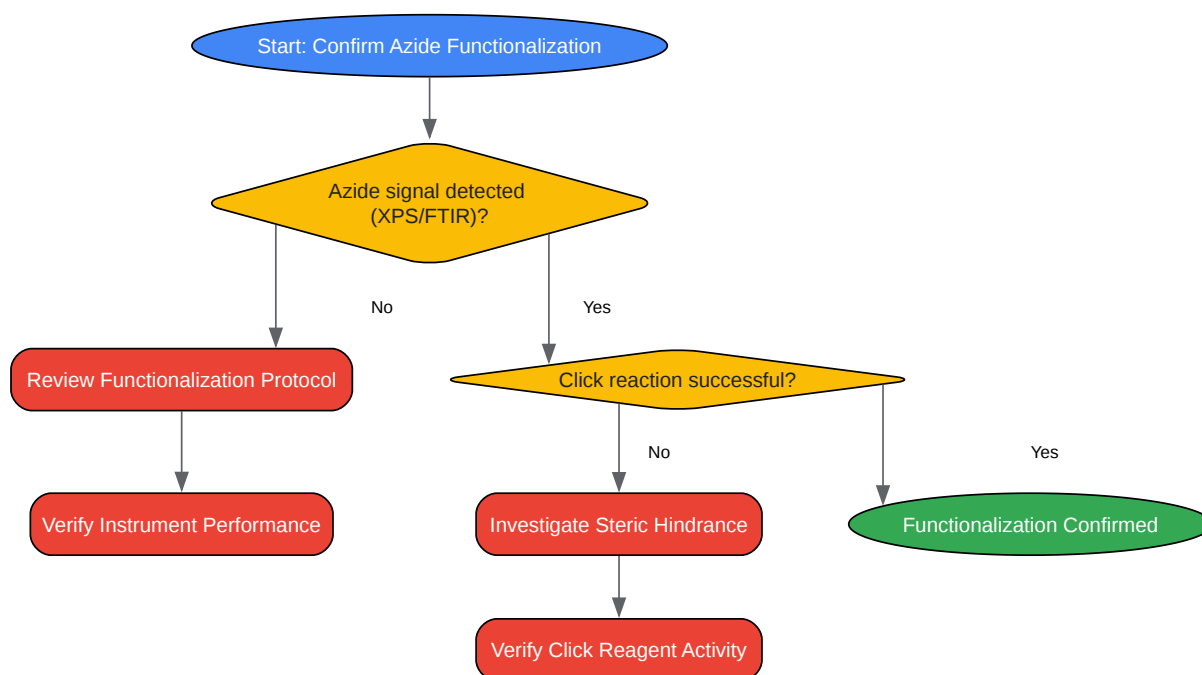 Start: Confirm Azide Functionalization
Azide signal detected
(XPS/FTIR)?
No
Yes
Review Functionalization Protocol
Click reaction successful?
No
Yes
Verify Instrument Performance
Investigate Steric Hindrance
Functionalization Confirmed
Verify Click Reagent Activity